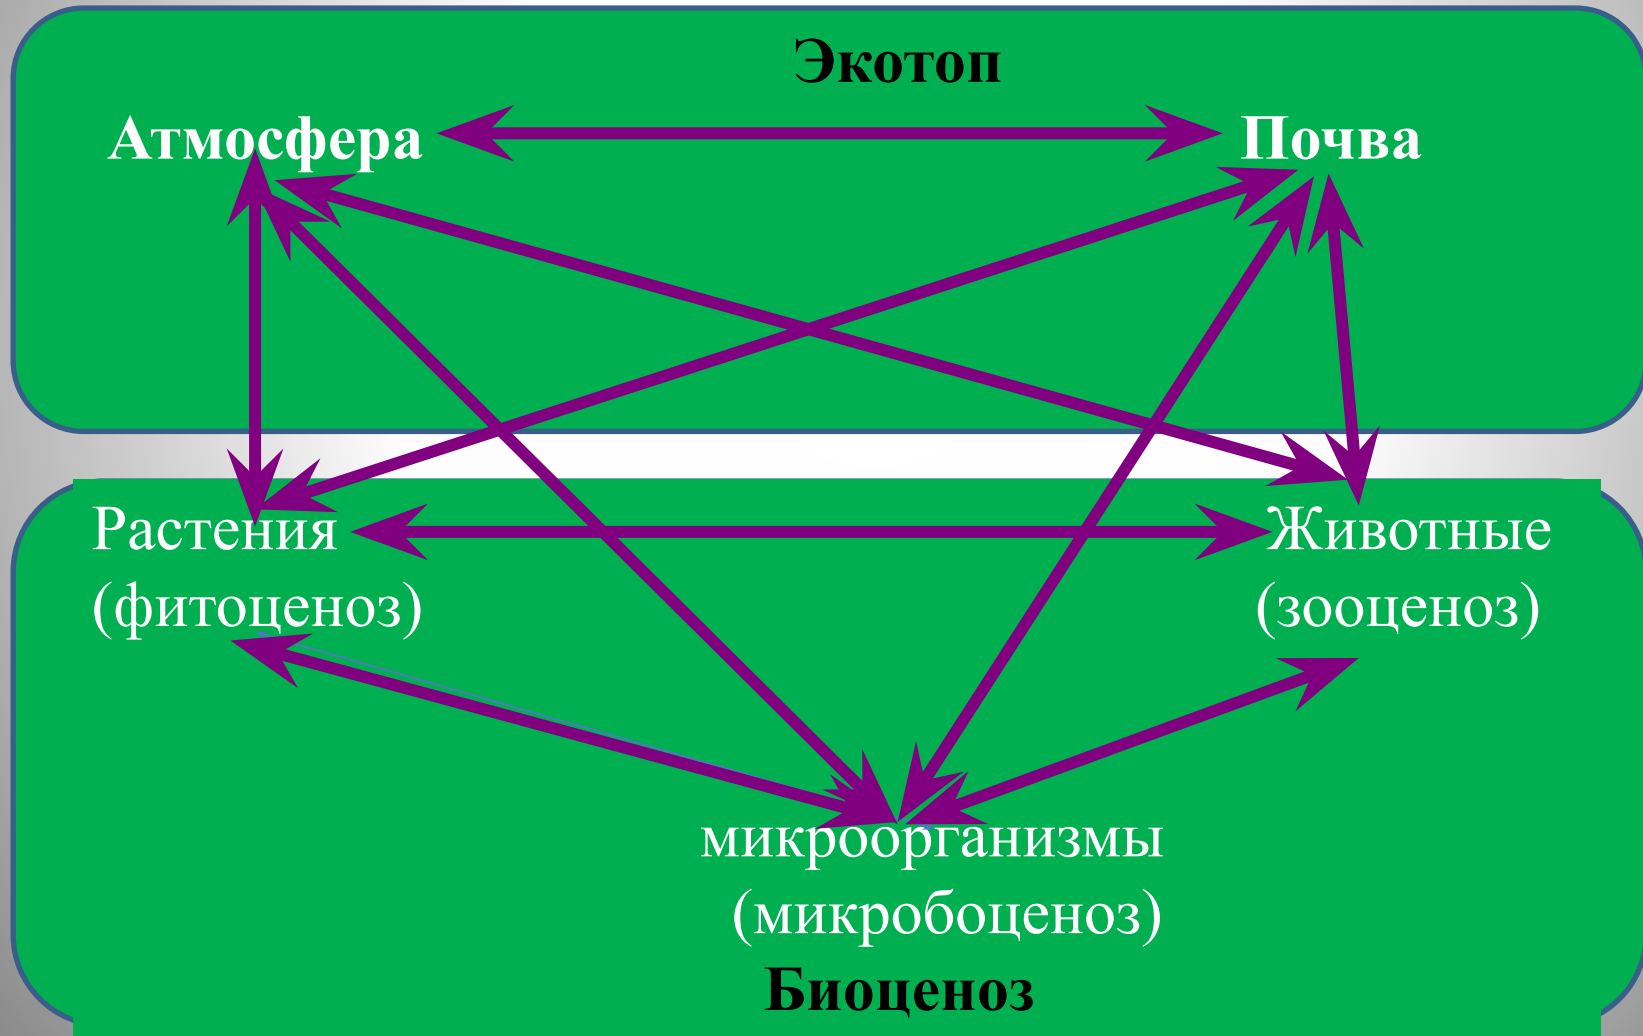 Экотоп
Атмосфера Почва
Растения Животные
(фитоценоз) (зооценоз)
микроорганизмы
(микробоценоз)
Биоценоз